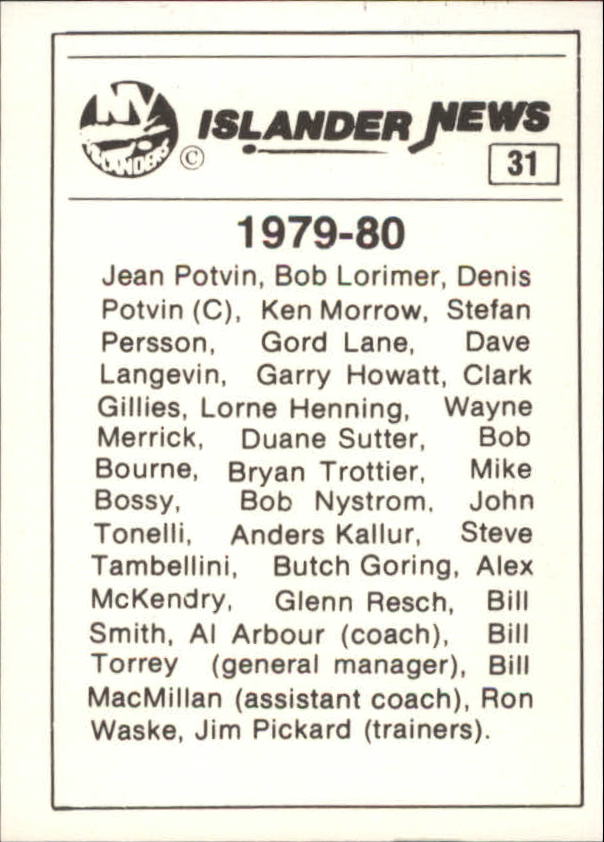 NY
ISLANDERS
©
ISLANDER NEWS
31
1979-80
Jean Potvin, Bob Lorimer, Denis
Potvin (C), Ken Morrow, Stefan
Persson, Gord Lane, Dave
Langevin, Garry Howatt, Clark
Gillies, Lorne Henning, Wayne
Merrick, Duane Sutter, Bob
Bourne, Bryan Trottier, Mike
Bossy, Bob Nystrom, John
Tonelli, Anders Kallur, Steve
Tambellini, Butch Goring, Alex
McKendry, Glenn Resch, Bill
Smith, Al Arbour (coach), Bill
Torrey (general manager), Bill
MacMillan (assistant coach), Ron
Waske, Jim Pickard (trainers).